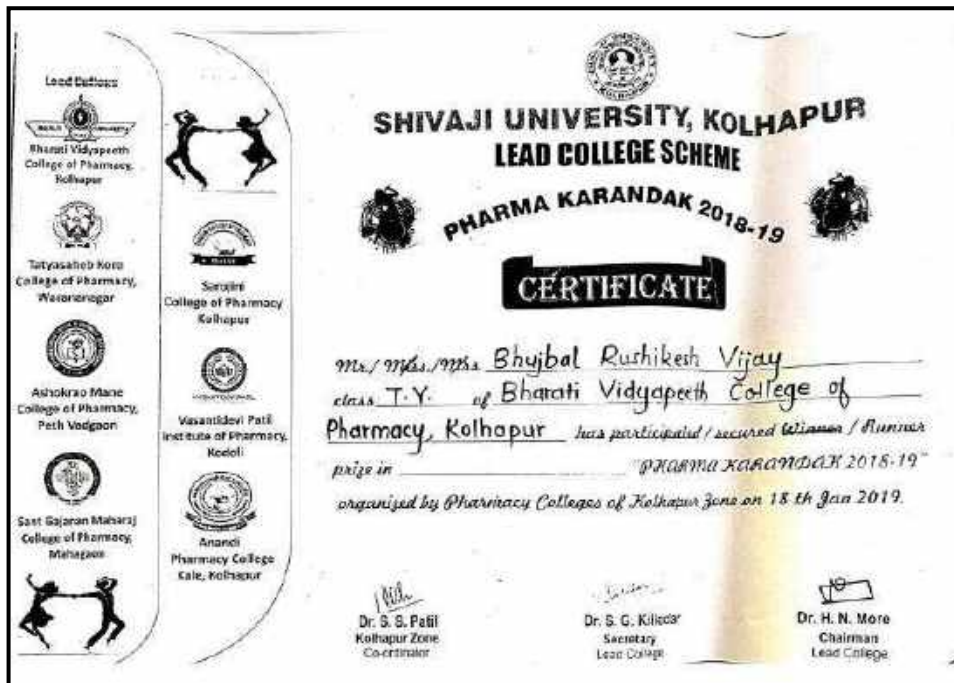 Lead Colleges
Bharati Vidyapeeth
College of Pharmacy,
Kolhapur
Tatyasaheb Kore
College of Pharmacy,
Warananagar
Ashokrao Mane
College of Pharmacy,
Peth Vadgaon
Sant Gajanan Maharaj
College of Pharmacy,
Mahagaon
Sarojini
College of Pharmacy
Kolhapur
Vasantidevi Patil
Institute of Pharmacy,
Kodoli
Anandi
Pharmacy College
Kale, Kolhapur
KOLHAPUR
SHIVAJI UNIVERSITY, KOLHAPUR
LEAD COLLEGE SCHEME
PHARMA KARANDAK 2018-19
CERTIFICATE
Mr./ Miss./Mrs Bhujbal Rushikesh Vijay
class T.Y. of Bharati Vidyapeeth College of
Pharmacy, Kolhapur has participated / secured Winner / Runner
prize in "PHARMA KARANDAK 2018-19"
organized by Pharmacy Colleges of Kolhapur Zone on 18 th Jan 2019.
Dr. S. S. Patil
Kolhapur Zone
Co-ordinator
Dr. S. G. Killedar
Secretary
Lead College
Dr. H. N. More
Chairman
Lead College